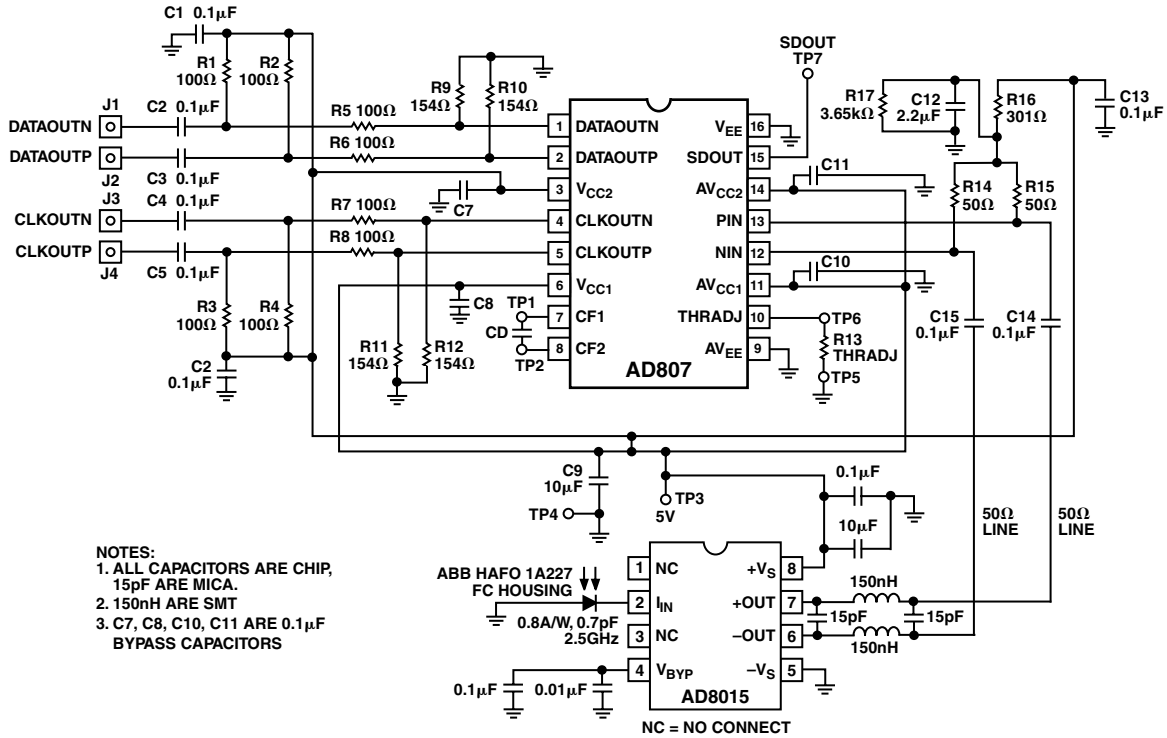 C1 0.1µF
R1
100Ω
R2
100Ω
J1
DATAOUTN
C2
0.1µF
R5 100Ω
R9
154Ω
R10
154Ω
DATAOUTP
J2
C3
0.1µF
R6 100Ω
J3
CLKOUTN
C4
0.1µF
R7 100Ω
CLKOUTP
J4
C5
0.1µF
R8 100Ω
C7
R3
100Ω
R4
100Ω
C2
0.1µF
R11
154Ω
R12
154Ω
C8
TP1
CD
TP2
1 DATAOUTN
2 DATAOUTP
3 VCC2
4 CLKOUTN
5 CLKOUTP
6 VCC1
7 CF1
8 CF2
VEE 16
SDOUT 15
AVCC2 14
PIN 13
NIN 12
AVCC1 11
THRADJ 10
AVEE 9
AD807
SDOUT
TP7
C11
C10
TP6
R13
THRADJ
TP5
R17
3.65kΩ
C12
2.2µF
R16
301Ω
C13
0.1µF
R14
50Ω
R15
50Ω
C15
0.1µF
C14
0.1µF
50Ω
LINE
50Ω
LINE
C9
10µF
TP4
TP3
5V
0.1µF
10µF
NOTES:
1. ALL CAPACITORS ARE CHIP,
15pF ARE MICA.
2. 150nH ARE SMT
3. C7, C8, C10, C11 ARE 0.1µF
BYPASS CAPACITORS
ABB HAFO 1A227
FC HOUSING
0.8A/W, 0.7pF
2.5GHz
0.1µF
0.01µF
1 NC
2 IIN
3 NC
4 VBYP
+VS 8
+OUT 7
–OUT 6
–VS 5
AD8015
150nH
15pF
15pF
150nH
NC = NO CONNECT